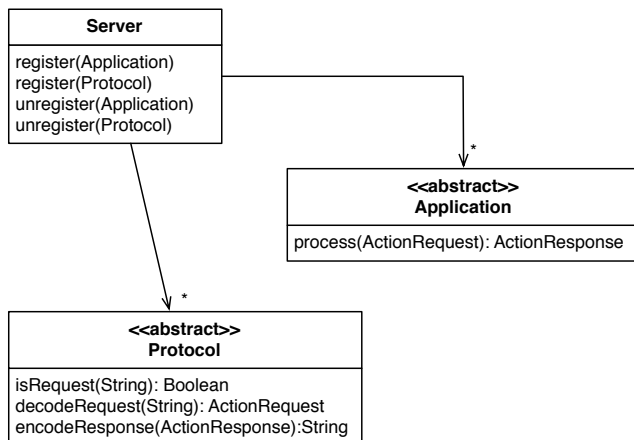 Server
register(Application)
register(Protocol)
unregister(Application)
unregister(Protocol)
*
<<abstract>>
Application
process(ActionRequest): ActionResponse
*
<<abstract>>
Protocol
isRequest(String): Boolean
decodeRequest(String): ActionRequest
encodeResponse(ActionResponse):String